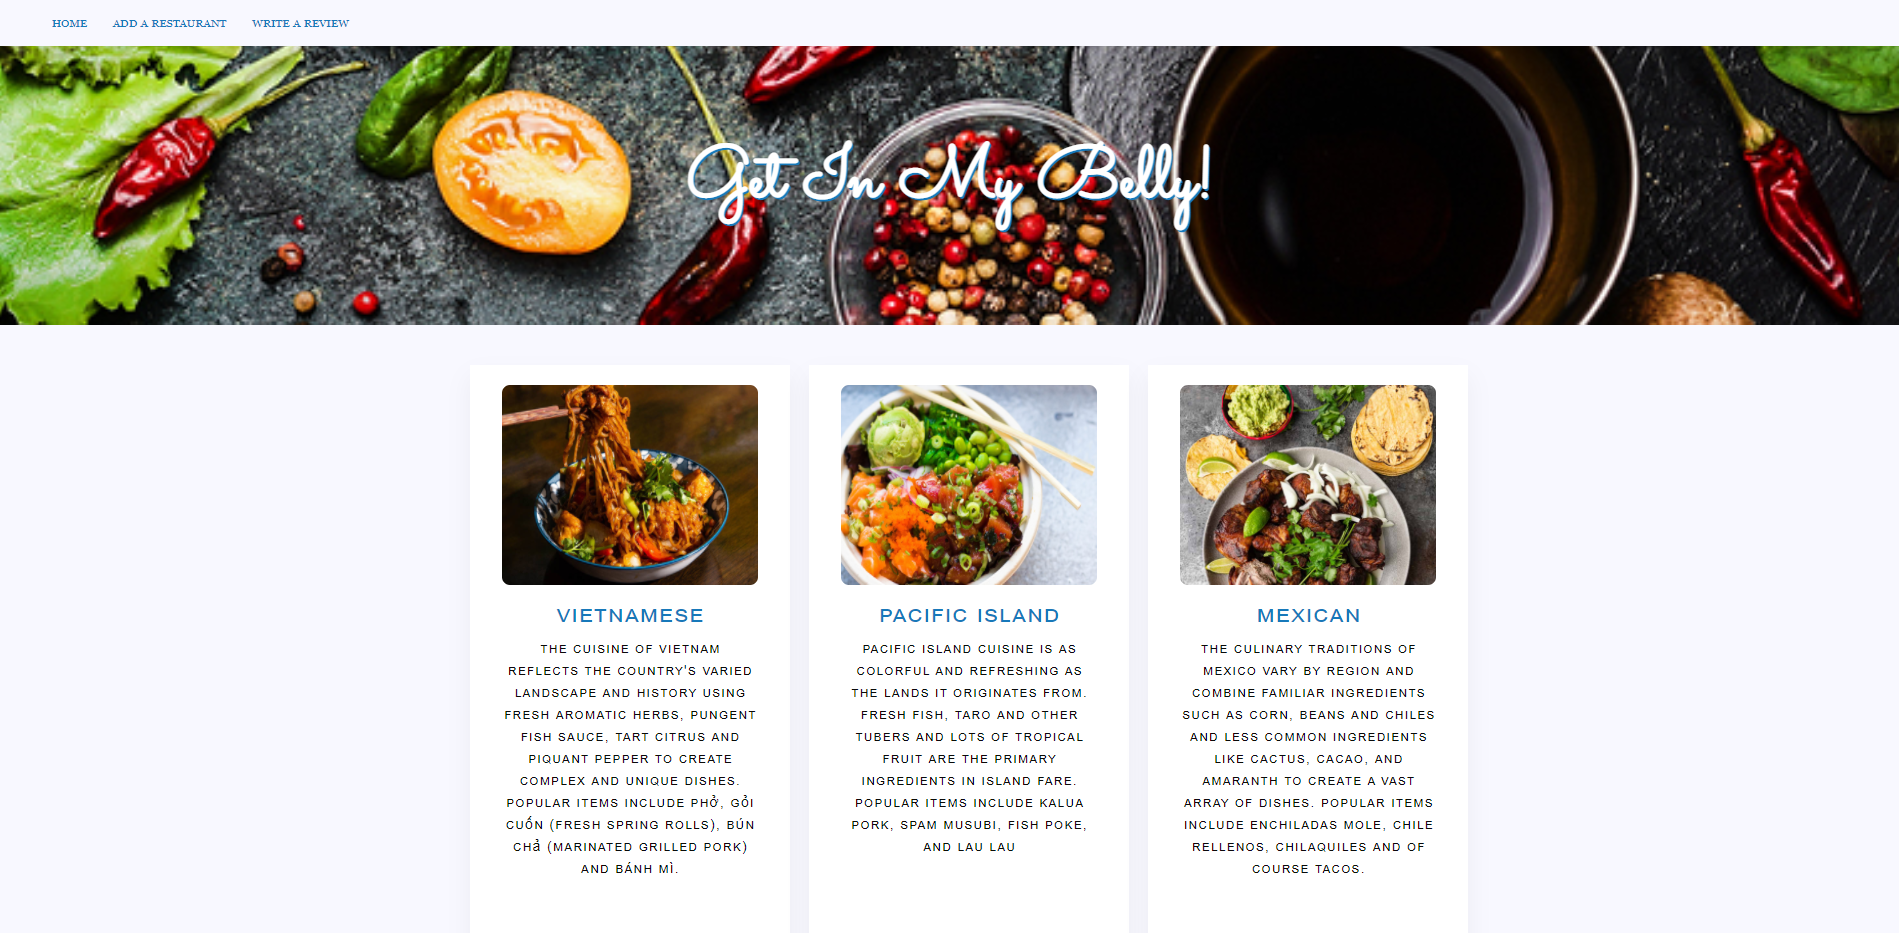 HOME ADD A RESTAURANT WRITE A REVIEW
Get In My Belly!
VIETNAMESE
THE CUISINE OF VIETNAM
REFLECTS THE COUNTRY'S VARIED
LANDSCAPE AND HISTORY USING
FRESH AROMATIC HERBS, PUNGENT
FISH SAUCE, TART CITRUS AND
PIQUANT PEPPER TO CREATE
COMPLEX AND UNIQUE DISHES.
POPULAR ITEMS INCLUDE PHỞ, GỎI
CUỐN (FRESH SPRING ROLLS), BÚN
CHẢ (MARINATED GRILLED PORK)
AND BÁNH MÌ.
PACIFIC ISLAND
PACIFIC ISLAND CUISINE IS AS
COLORFUL AND REFRESHING AS
THE LANDS IT ORIGINATES FROM.
FRESH FISH, TARO AND OTHER
TUBERS AND LOTS OF TROPICAL
FRUIT ARE THE PRIMARY
INGREDIENTS IN ISLAND FARE.
POPULAR ITEMS INCLUDE KALUA
PORK, SPAM MUSUBI, FISH POKE,
AND LAU LAU
MEXICAN
THE CULINARY TRADITIONS OF
MEXICO VARY BY REGION AND
COMBINE FAMILIAR INGREDIENTS
SUCH AS CORN, BEANS AND CHILES
AND LESS COMMON INGREDIENTS
LIKE CACTUS, CACAO, AND
AMARANTH TO CREATE A VAST
ARRAY OF DISHES. POPULAR ITEMS
INCLUDE ENCHILADAS MOLE, CHILE
RELLENOS, CHILAQUILES AND OF
COURSE TACOS.